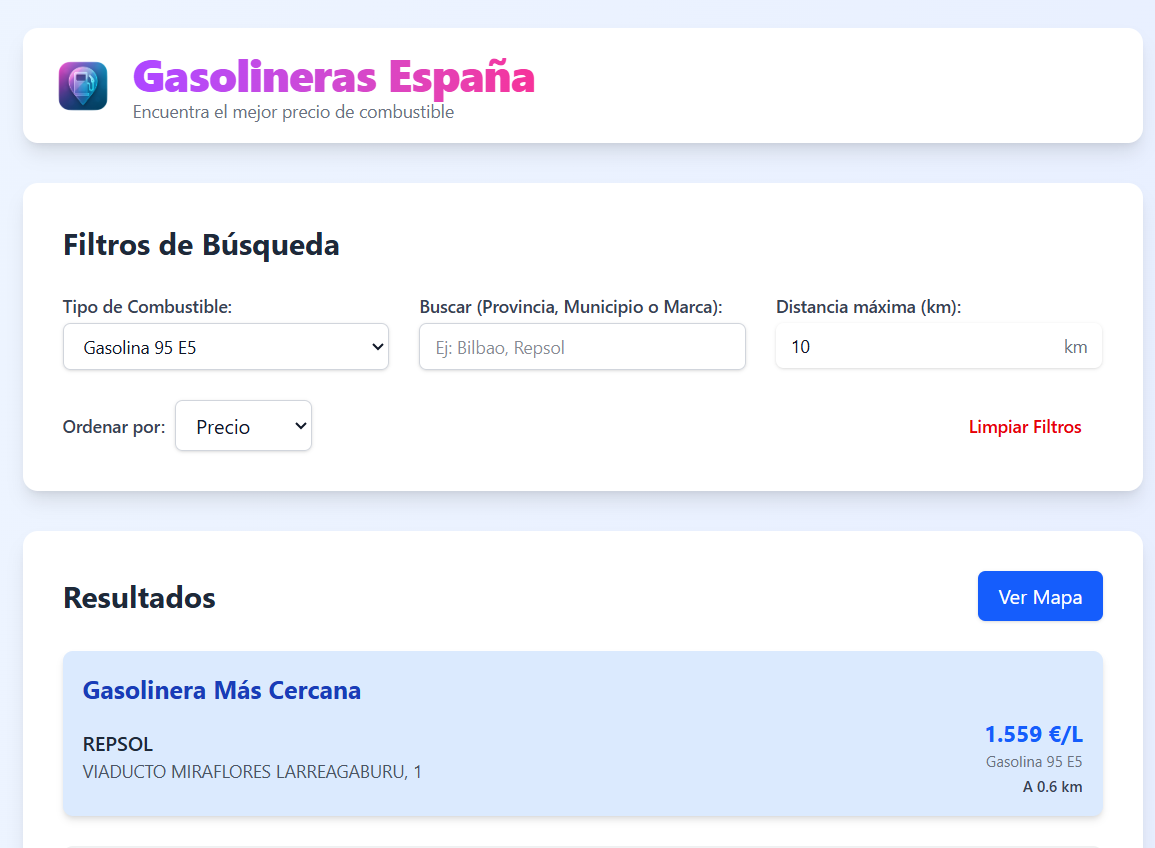 Gasolineras España
Encuentra el mejor precio de combustible
Filtros de Búsqueda
Tipo de Combustible:
Gasolina 95 E5
Buscar (Provincia, Municipio o Marca):
Ej: Bilbao, Repsol
Distancia máxima (km):
10 km
Ordenar por: Precio
Limpiar Filtros
Resultados
Ver Mapa
Gasolinera Más Cercana
REPSOL
VIADUCTO MIRAFLORES LARREAGABURU, 1
1.559 €/L
Gasolina 95 E5
A 0.6 km